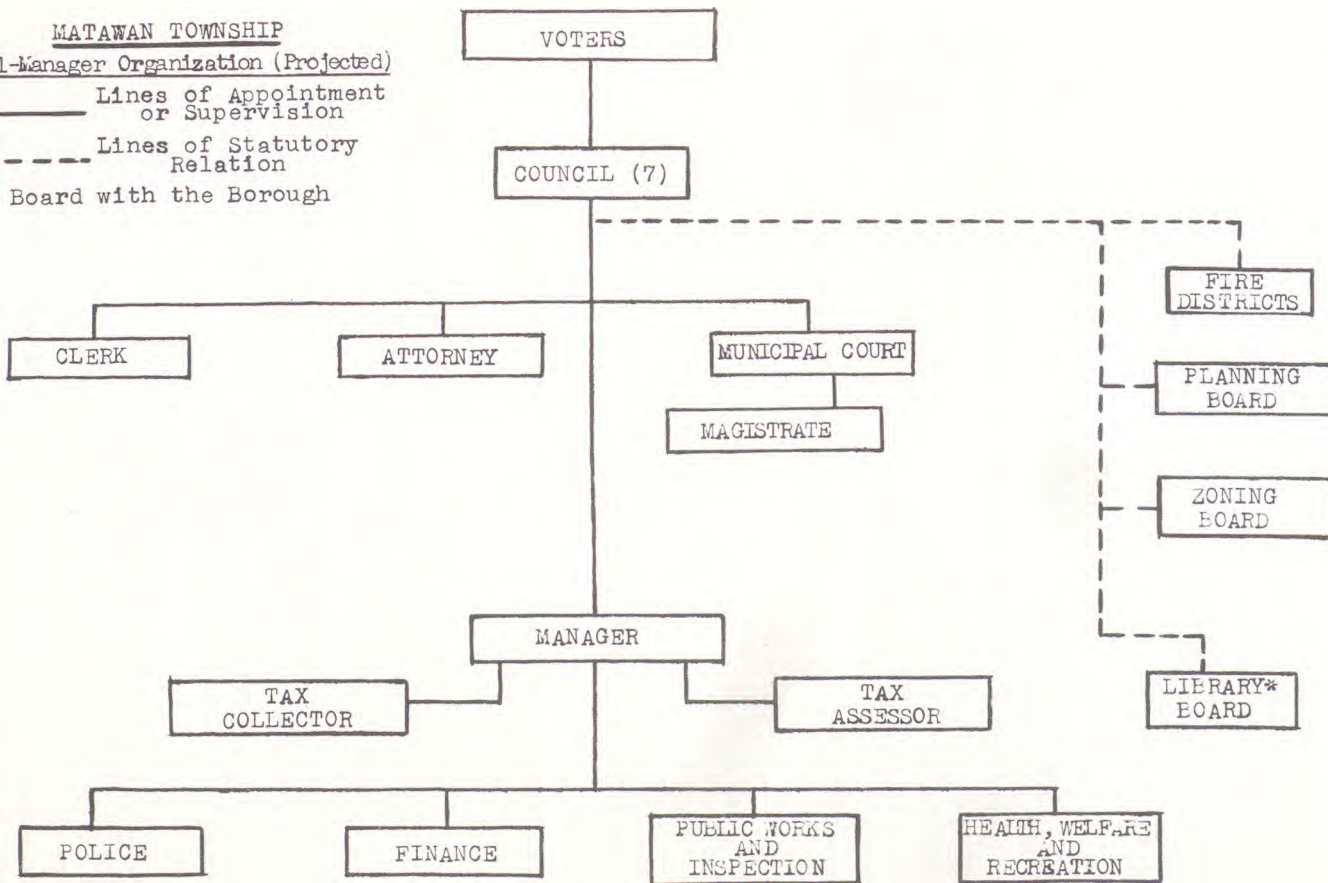 MATAWAN TOWNSHIP
l-Manager Organization (Projected)
Lines of Appointment
or Supervision
Lines of Statutory
Relation
Board with the Borough
VOTERS
COUNCIL (7)
FIRE
DISTRICTS
CLERK
ATTORNEY
MUNICIPAL COURT
MAGISTRATE
PLANNING
BOARD
ZONING
BOARD
MANAGER
TAX
COLLECTOR
TAX
ASSESSOR
LIBRARY*
BOARD
POLICE
FINANCE
PUBLIC WORKS
AND
INSPECTION
HEALTH, WELFARE
AND
RECREATION